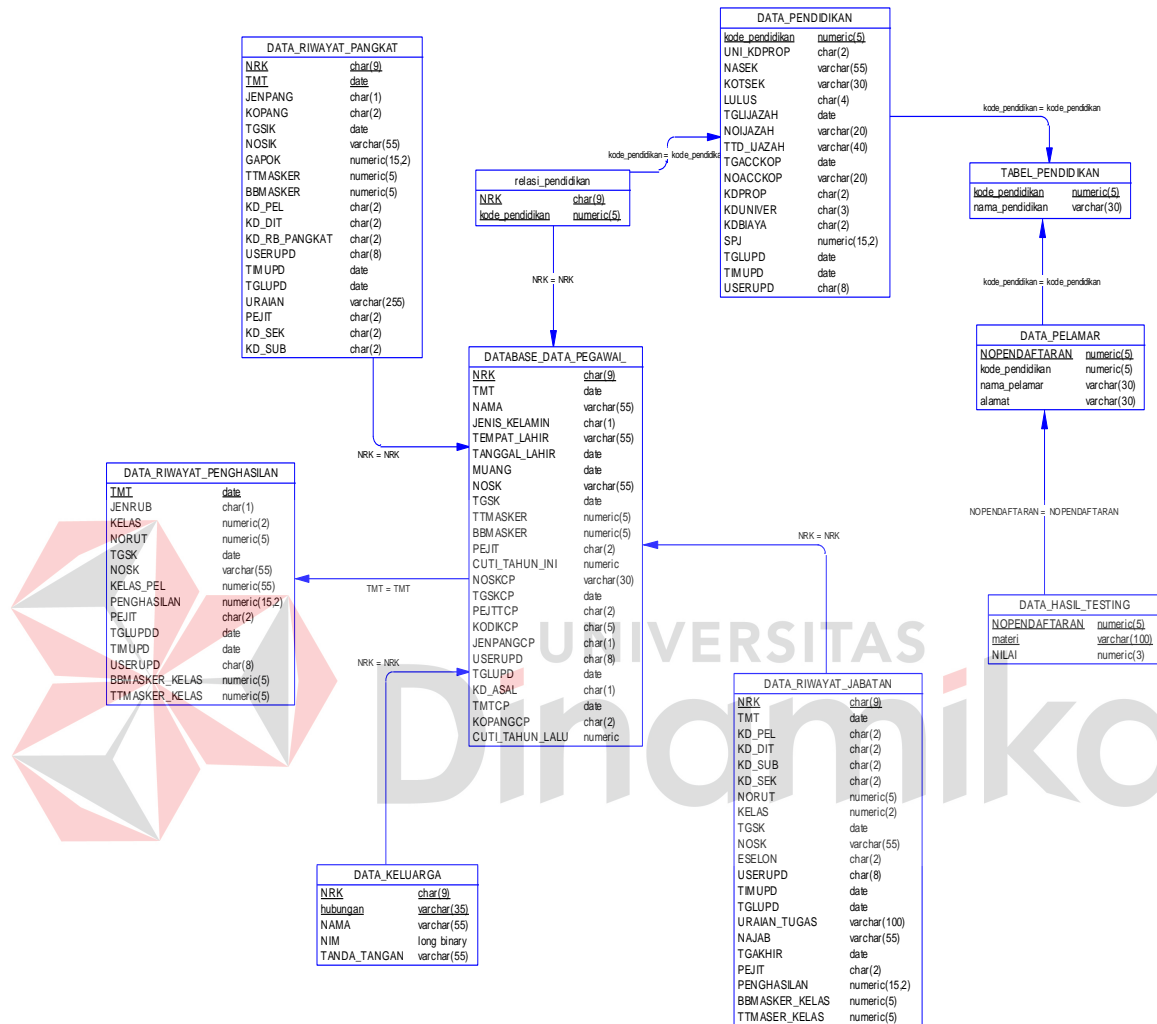 DATA_RIWAYAT_PANGKAT
NRK char(9)
TMT date
JENPANG char(1)
KOPANG char(2)
TGSIK date
NOSIK varchar(55)
GAPOK numeric(15,2)
TTMASKER numeric(5)
BBMASKER numeric(5)
KD_PEL char(2)
KD_DIT char(2)
KD_RB_PANGKAT char(2)
USERUPD char(8)
TIMUPD date
TGLUPD date
URAIAN varchar(255)
PEJIT char(2)
KD_SEK char(2)
KD_SUB char(2)
DATA_PENDIDIKAN
kode_pendidikan numeric(5)
UNI_KDPROP char(2)
NASEK varchar(55)
KOTSEK varchar(30)
LULUS char(4)
TGLIJAZAH date
NOIJAZAH varchar(20)
TTD_IJAZAH varchar(40)
TGACCKOP date
NOACCKOP varchar(20)
KDPROP char(2)
KDUNIVER char(3)
KDBIAYA char(2)
SPJ numeric(15,2)
TGLUPD date
TIMUPD date
USERUPD char(8)
kode_pendidikan = kode_pendidikan
TABEL_PENDIDIKAN
kode_pendidikan numeric(5)
nama_pendidikan varchar(30)
kode_pendidikan = kode_pendidika
relasi_pendidikan
NRK char(9)
kode_pendidikan numeric(5)
NRK = NRK
kode_pendidikan = kode_pendidikan
DATA_PELAMAR
NOPENDAFTARAN numeric(5)
kode_pendidikan numeric(5)
nama_pelamar varchar(30)
alamat varchar(30)
DATABASE_DATA_PEGAWAI_
NRK char(9)
TMT date
NAMA varchar(55)
JENIS_KELAMIN char(1)
TEMPAT_LAHIR varchar(55)
TANGGAL_LAHIR date
MUANG date
NOSK varchar(55)
TGSK date
TTMASKER numeric(5)
BBMASKER numeric(5)
PEJIT char(2)
CUTI_TAHUN_INI numeric
NOSKCP varchar(30)
TGSKCP date
PEJTTCP char(2)
KODIKCP char(5)
JENPANGCP char(1)
USERUPD char(8)
TGLUPD date
KD_ASAL char(1)
TMTCP date
KOPANGCP char(2)
CUTI_TAHUN_LALU numeric
NRK = NRK
DATA_RIWAYAT_PENGHASILAN
TMT date
JENRUB char(1)
KELAS numeric(2)
NORUT numeric(5)
TGSK date
NOSK varchar(55)
KELAS_PEL numeric(55)
PENGHASILAN numeric(15,2)
PEJIT char(2)
TGLUPDD date
TIMUPD date
USERUPD char(8)
BBMASKER_KELAS numeric(5)
TTMASKER_KELAS numeric(5)
TMT = TMT
NRK = NRK
NRK = NRK
NOPENDAFTARAN = NOPENDAFTARAN
DATA_HASIL_TESTING
NOPENDAFTARAN numeric(5)
materi varchar(100)
NILAI numeric(3)
UNIVERSITAS
Dinamika
DATA_RIWAYAT_JABATAN
NRK char(9)
TMT date
KD_PEL char(2)
KD_DIT char(2)
KD_SUB char(2)
KD_SEK char(2)
NORUT numeric(5)
KELAS numeric(2)
TGSK date
NOSK varchar(55)
ESELON char(2)
USERUPD char(8)
TIMUPD date
TGLUPD date
URAIAN_TUGAS varchar(100)
NAJAB varchar(55)
TGAKHIR date
PEJIT char(2)
PENGHASILAN numeric(15,2)
BBMASKER_KELAS numeric(5)
TTMASER_KELAS numeric(5)
DATA_KELUARGA
NRK char(9)
hubungan varchar(35)
NAMA varchar(55)
NIM long binary
TANDA_TANGAN varchar(55)